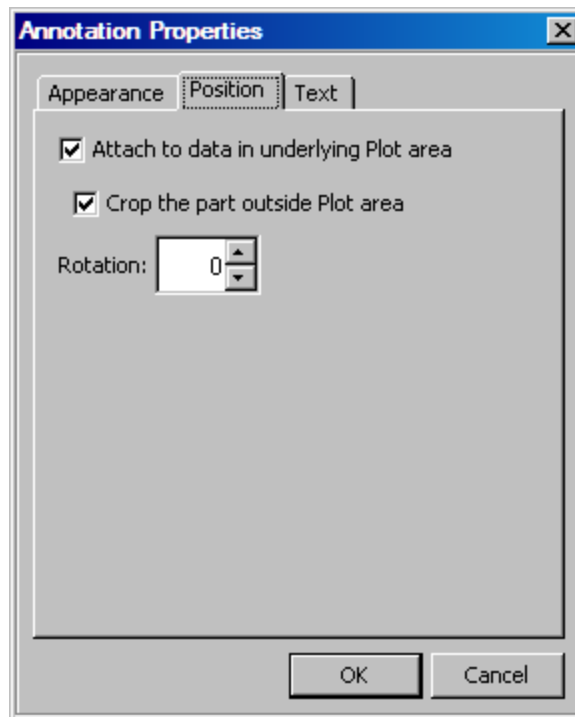 Annotation Properties
Appearance Position Text
Attach to data in underlying Plot area
Crop the part outside Plot area
Rotation: 0
OK Cancel